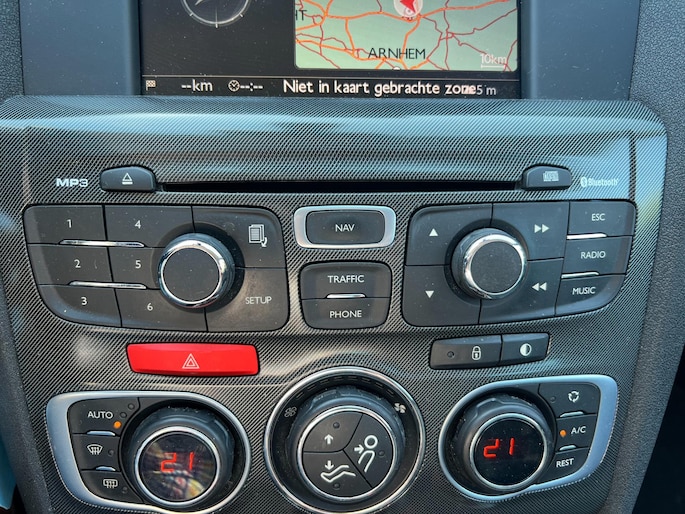 HT
ARNHEM
10km
--km --:-- Niet in kaart gebrachte zone
MP3
Bluetooth
1 4
2 5
3 6
SETUP
NAV
TRAFFIC
PHONE
ESC
RADIO
MUSIC
AUTO
21
21
A/C
REST